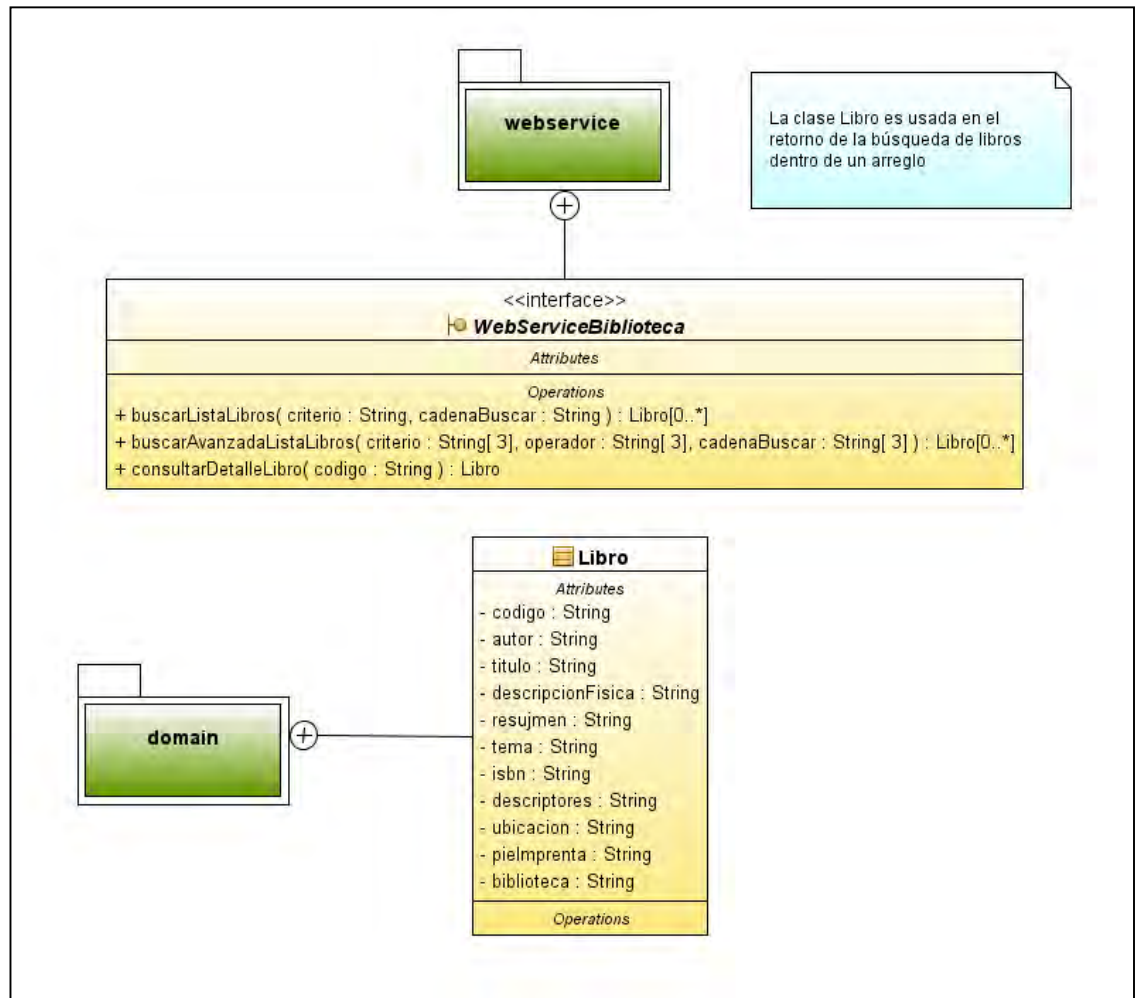 webservice
La clase Libro es usada en el
retorno de la búsqueda de libros
dentro de un arreglo
<<interface>>
WebServiceBiblioteca
Attributes
Operations
+ buscarListaLibros( criterio : String, cadenaBuscar : String ) : Libro[0..*]
+ buscarAvanzadaListaLibros( criterio : String[ 3], operador : String[ 3], cadenaBuscar : String[ 3] ) : Libro[0..*]
+ consultarDetalleLibro( codigo : String ) : Libro
Libro
Attributes
- codigo : String
- autor : String
- titulo : String
- descripcionFisica : String
- resujmen : String
- tema : String
- isbn : String
- descriptores : String
- ubicacion : String
- pieImprenta : String
- biblioteca : String
Operations
domain